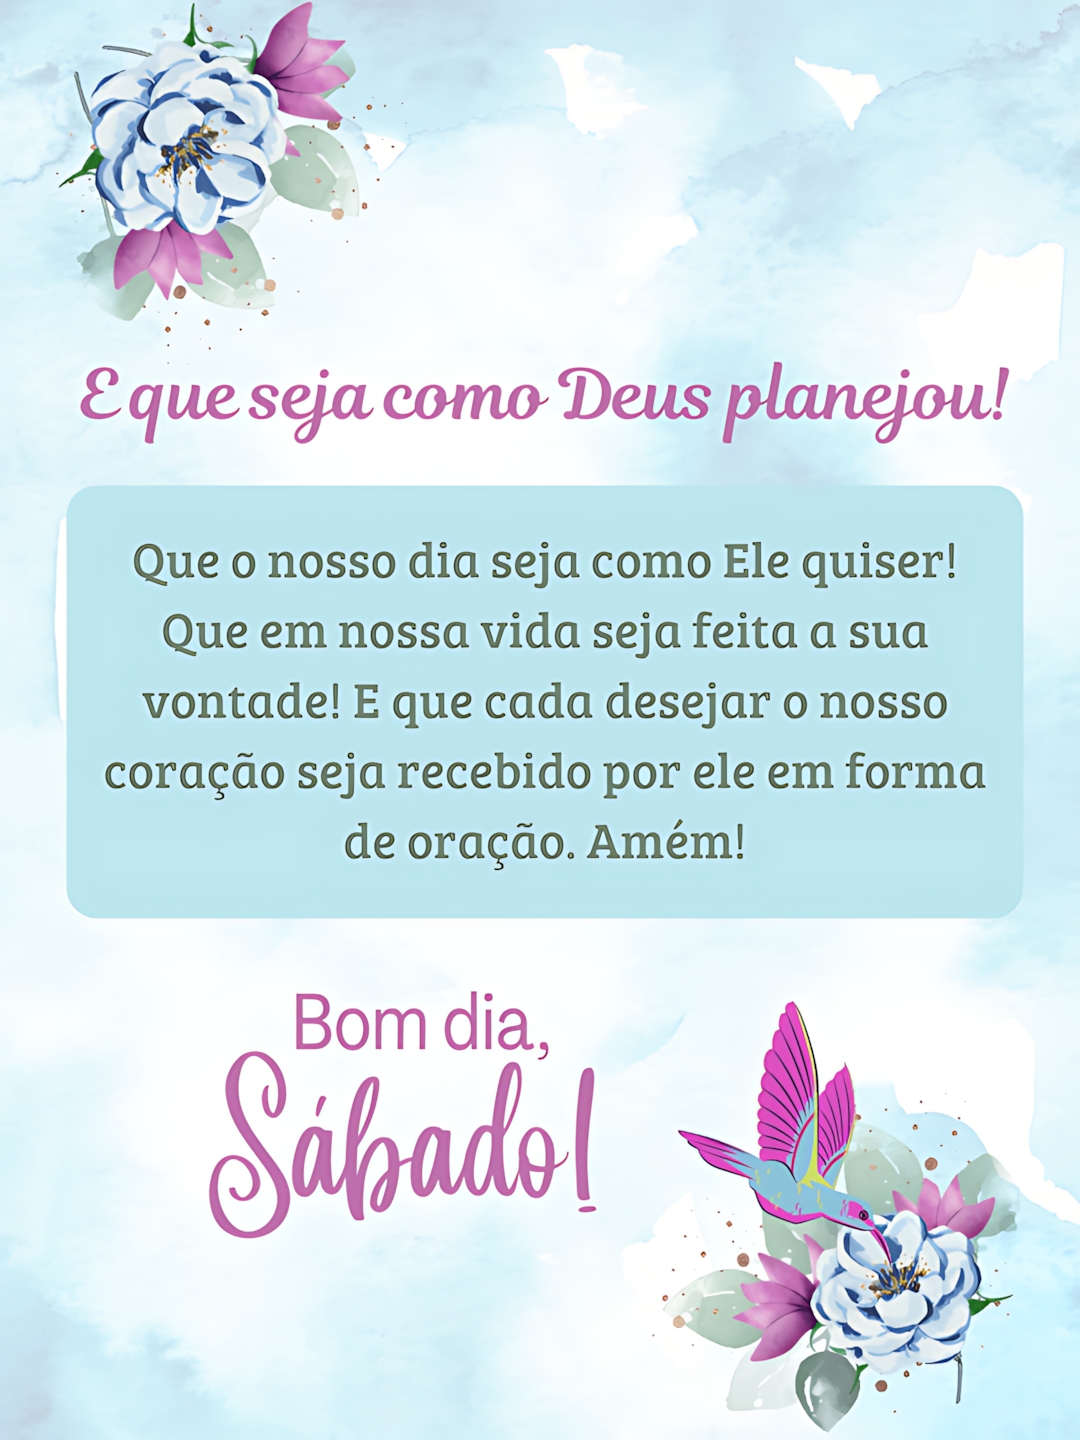 E que seja como Deus planejou!
Que o nosso dia seja como Ele quiser!
Que em nossa vida seja feita a sua
vontade! E que cada desejar o nosso
coração seja recebido por ele em forma
de oração. Amém!
Bom dia,
Sábado!